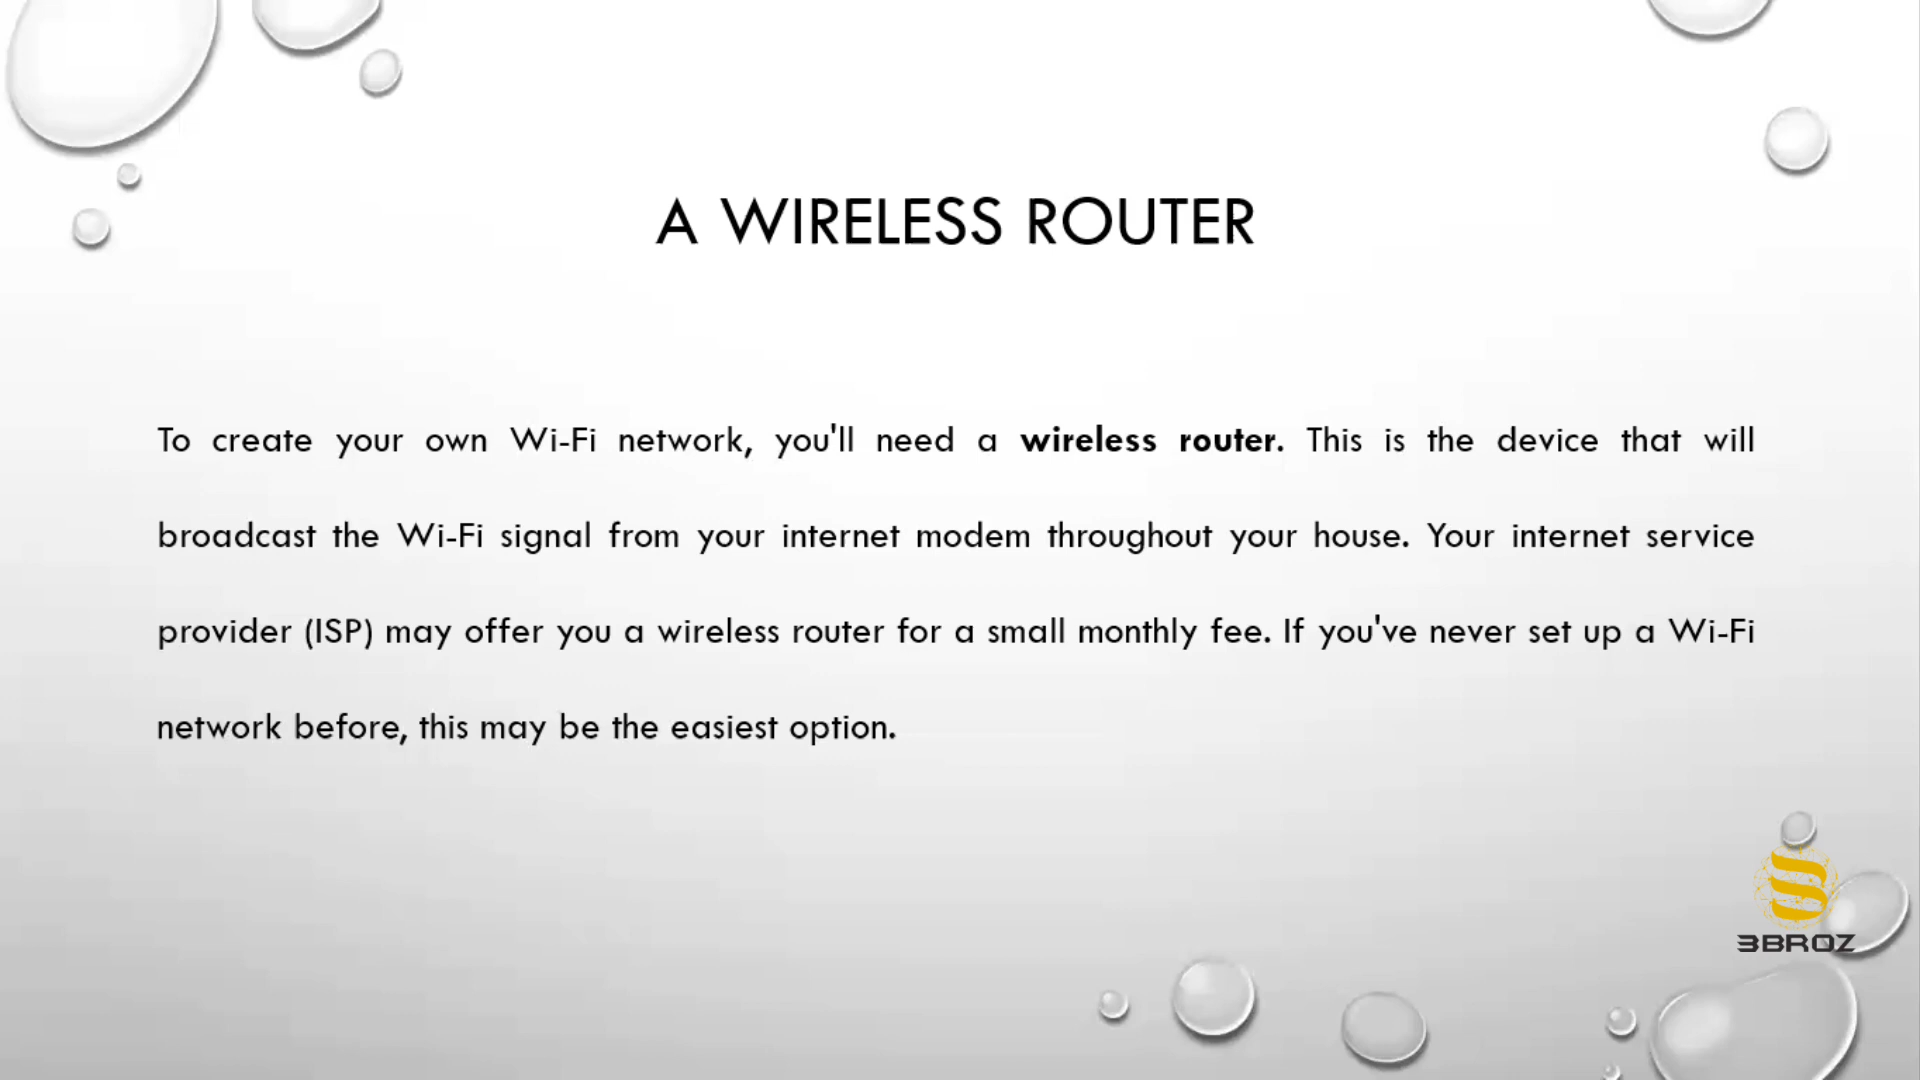 A WIRELESS ROUTER
To create your own Wi-Fi network, you'll need a wireless router. This is the device that will
broadcast the Wi-Fi signal from your internet modem throughout your house. Your internet service
provider (ISP) may offer you a wireless router for a small monthly fee. If you've never set up a Wi-Fi
network before, this may be the easiest option.
3BROZ